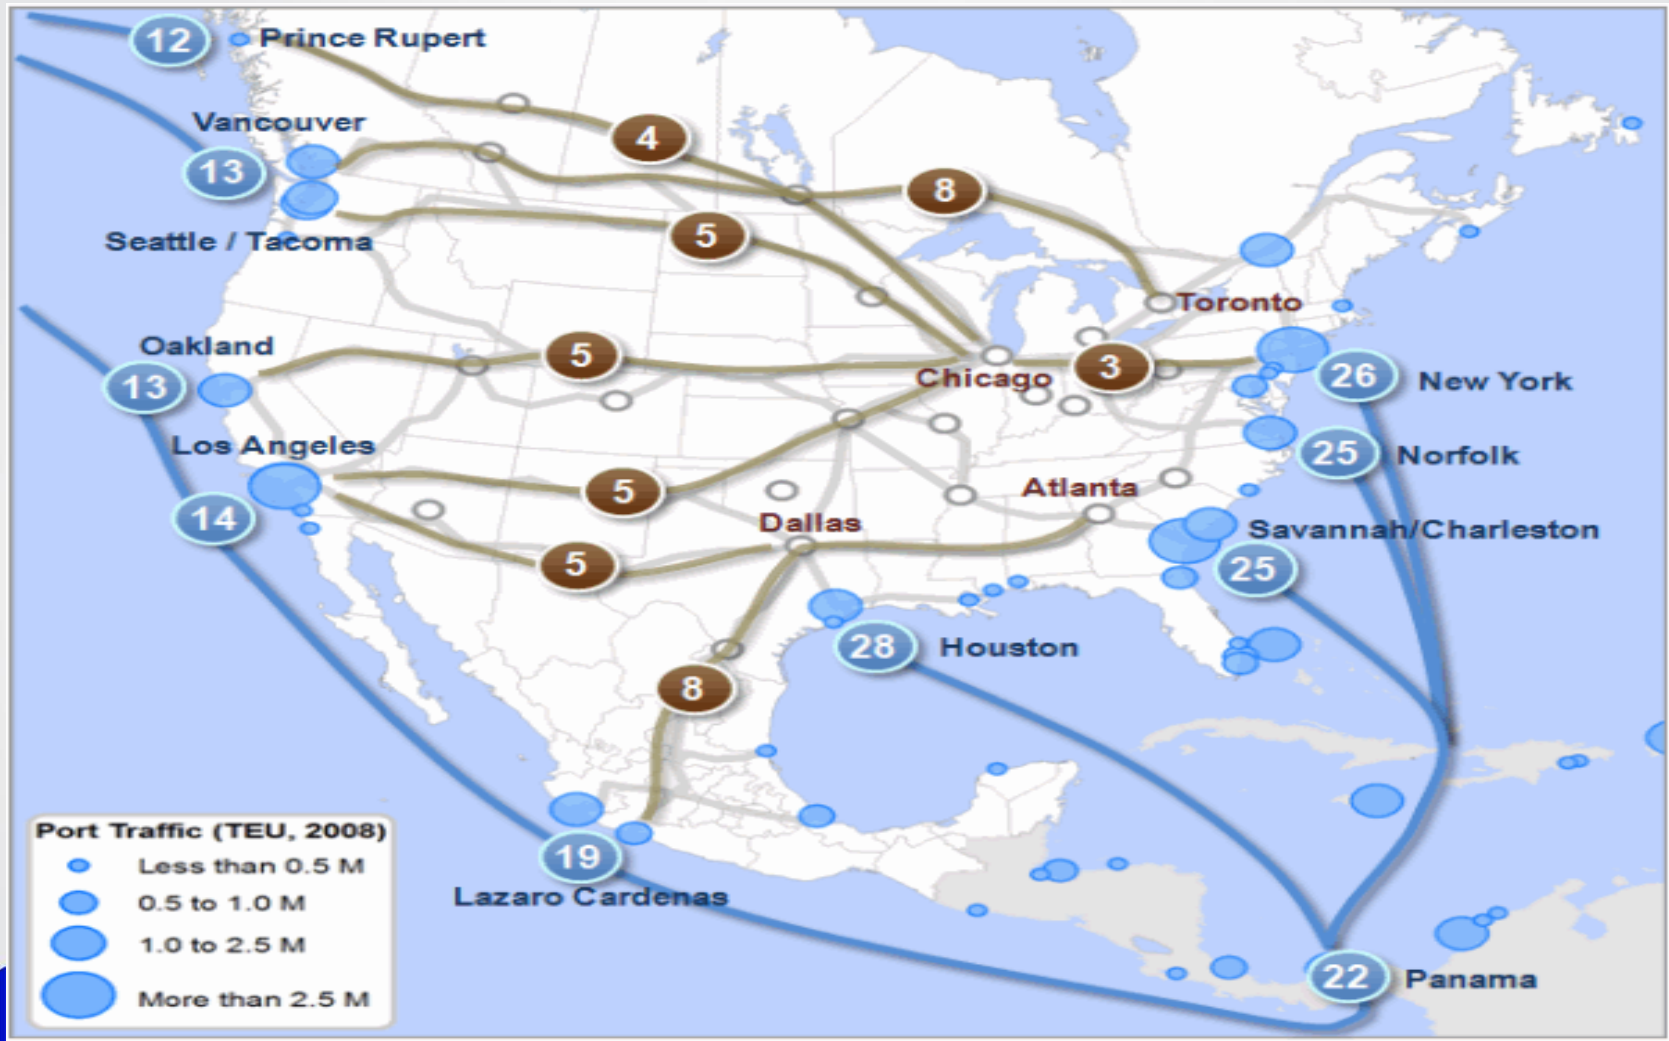 12 Prince Rupert
Vancouver
4
13
8
5
Seattle / Tacoma
Toronto
Oakland
5
3
13
Chicago
26 New York
Los Angeles
25 Norfolk
5
Atlanta
14
Dallas
Savannah/Charleston
5
25
28 Houston
8
Port Traffic (TEU, 2008)
Less than 0.5 M
0.5 to 1.0 M
1.0 to 2.5 M
More than 2.5 M
19
Lazaro Cardenas
22 Panama